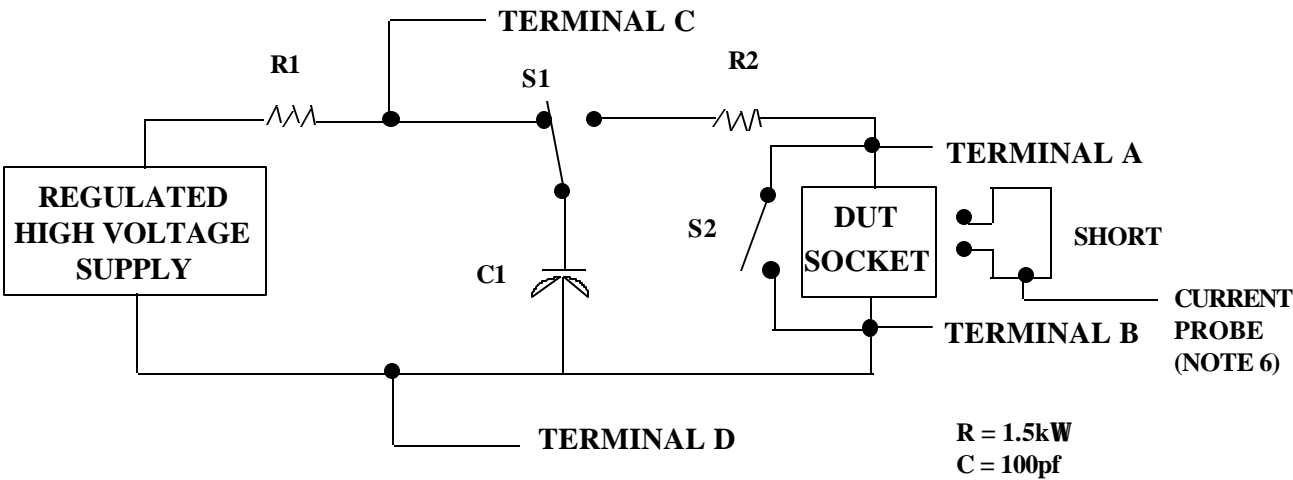 TERMINAL C
R1
S1
R2
TERMINAL A
REGULATED
HIGH VOLTAGE
SUPPLY
S2
DUT
SOCKET
SHORT
C1
CURRENT
PROBE
(NOTE 6)
TERMINAL B
TERMINAL D
R = 1.5kW
C = 100pf